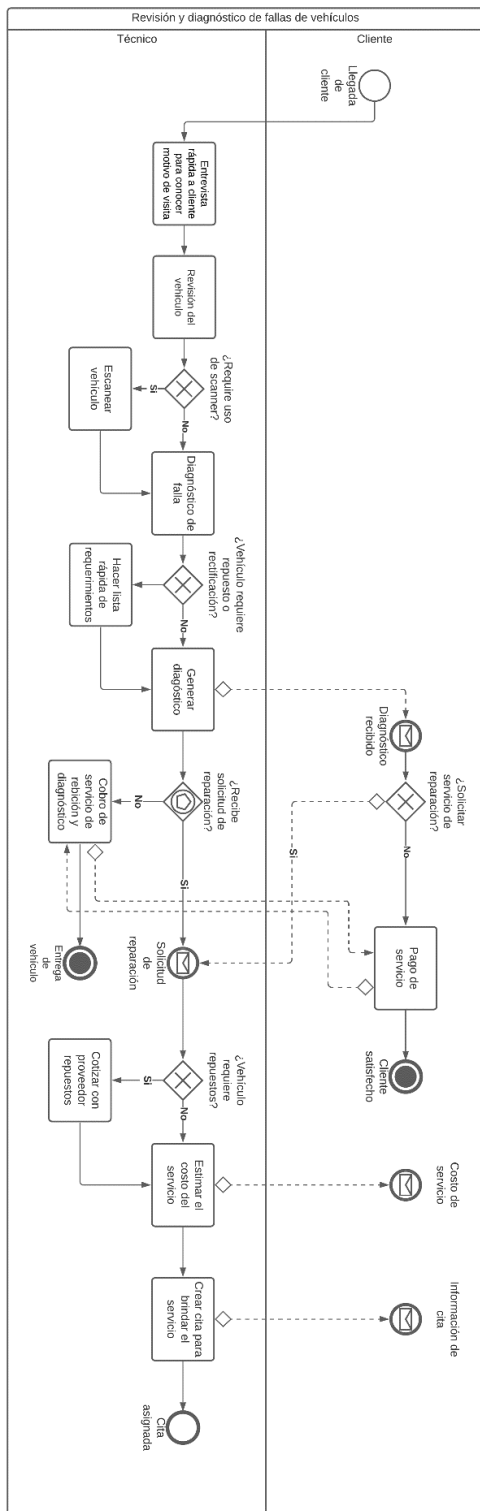 Revisión y diagnóstico de fallas de vehículos
Técnico
Cliente
Llegada
de
cliente
Entrevista
rápida a cliente
para conocer
motivo de visita
Revisión del
vehículo
¿Require uso
de scanner?
Si
No
Escanear
vehículo
Diagnóstico de
falla
¿Vehículo requiere
repuesto o
rectificación?
No
Hacer lista
rápida de
requerimientos
Generar
diagóstico
Diagnóstico
recibido
¿Solicitar
servicio de
reparación?
Si
No
¿Recibe
solicitud de
reparación?
No
Si
Cobro de
servicio de
rebición y
diagnóstico
Entrega
de
vehículo
Solicitud
de
reparación
Pago de
servicio
Cliente
satisfecho
¿Vehículo
requiere
repuestos?
Si
No
Cotizar con
proveedor
repuestos
Estimar el
costo del
servicio
Costo de
servicio
Crear cita para
brindar el
servicio
Información de
cita
Cita
asignada